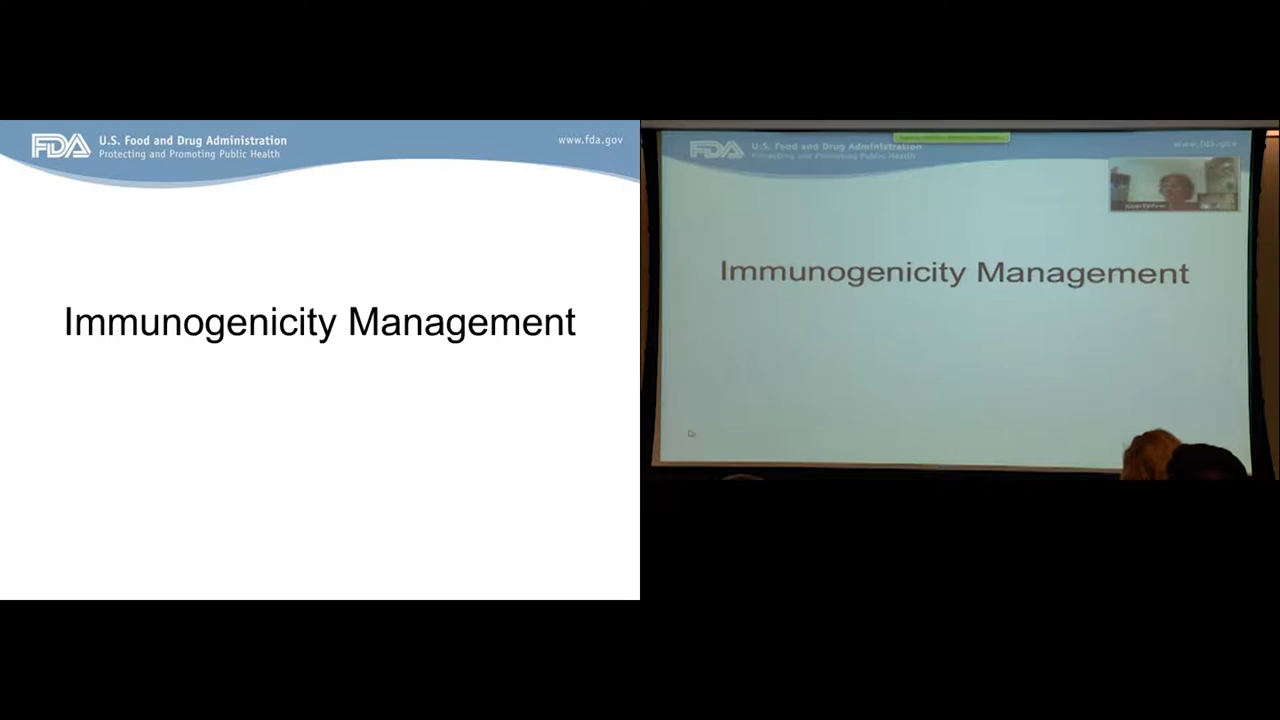 FDA
U.S. Food and Drug Administration
Protecting and Promoting Public Health
www.fda.gov
Immunogenicity Management
FDA
U.S. Food and Drug Administration
Protecting and Promoting Public Health
www.fda.gov
Immunogenicity Management